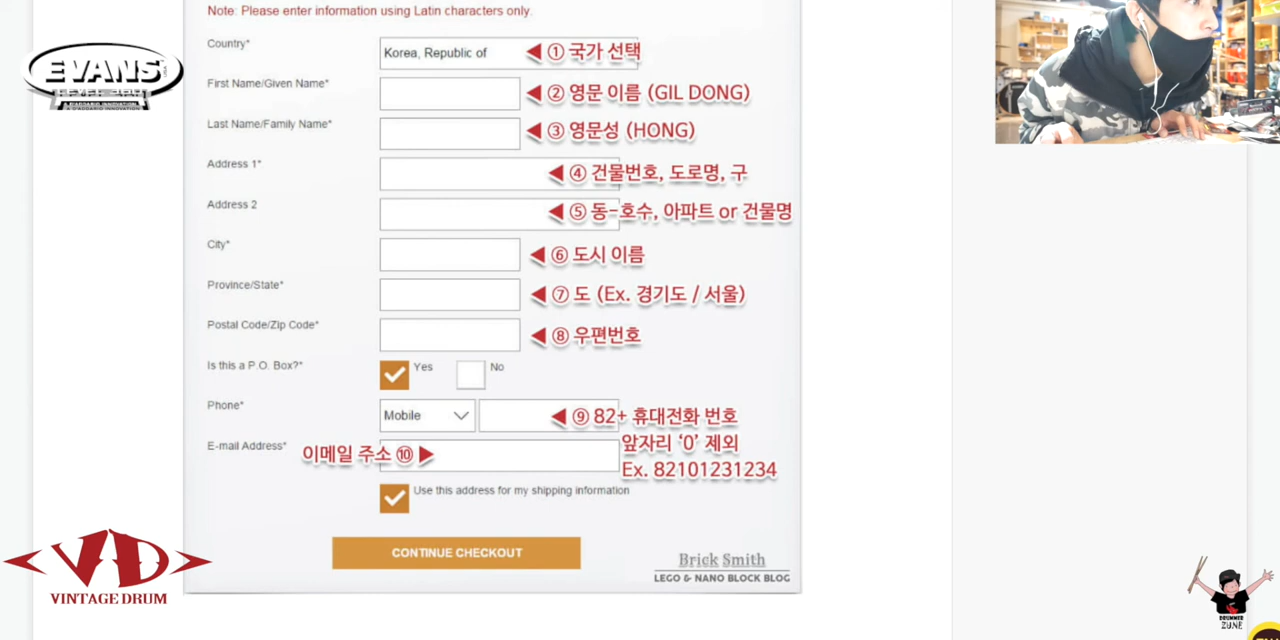 Note: Please enter information using Latin characters only.
Country*
Korea, Republic of
◀ ① 국가 선택
First Name/Given Name*
◀ ② 영문 이름 (GIL DONG)
Last Name/Family Name*
◀ ③ 영문성 (HONG)
Address 1*
◀ ④ 건물번호, 도로명, 구
Address 2
◀ ⑤ 동-호수, 아파트 or 건물명
City*
◀ ⑥ 도시 이름
Province/State*
◀ ⑦ 도 (Ex. 경기도 / 서울)
Postal Code/Zip Code*
◀ ⑧ 우편번호
Is this a P.O. Box?*
Yes
No
Phone*
Mobile
◀ ⑨ 82+ 휴대전화 번호
앞자리 '0' 제외
Ex. 82101231234
E-mail Address*
이메일 주소 ⑩ ▶
Use this address for my shipping information
CONTINUE CHECKOUT
Brick Smith
LEGO & NANO BLOCK BLOG
EVANS
LEVEL 360
VD
VINTAGE DRUM
DRUMMER
ZUNE